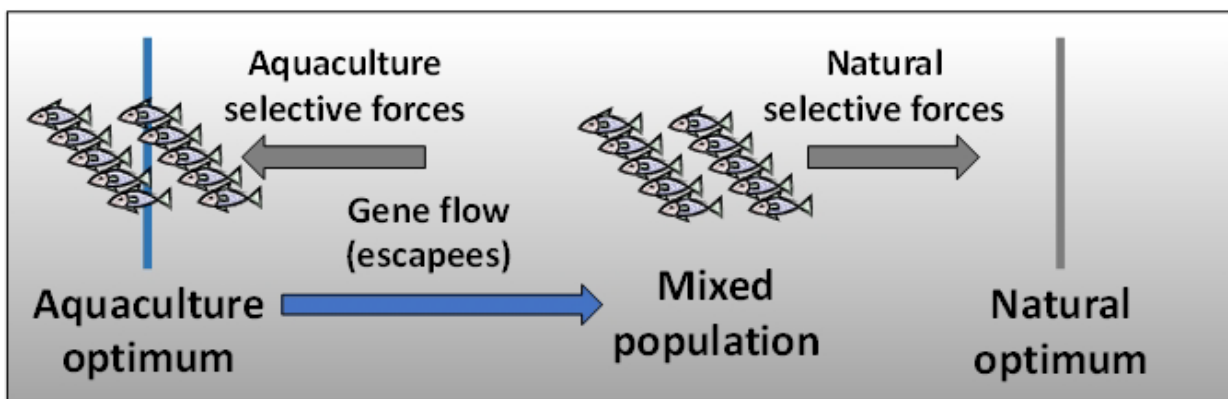 Aquaculture
selective forces
Natural
selective forces
Gene flow
(escapees)
Aquaculture
optimum
Mixed
population
Natural
optimum